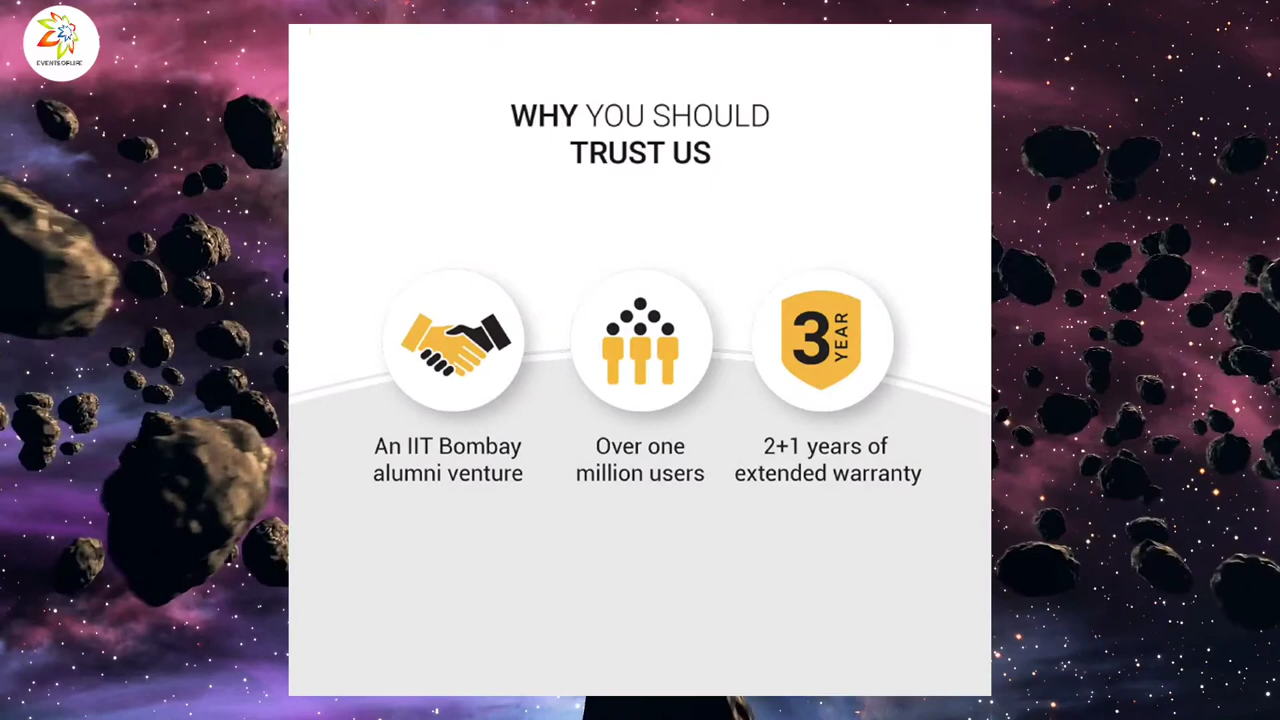 EVENTSOFLIFE
WHY YOU SHOULD
TRUST US
3 YEAR
An IIT Bombay
alumni venture
Over one
million users
2+1 years of
extended warranty